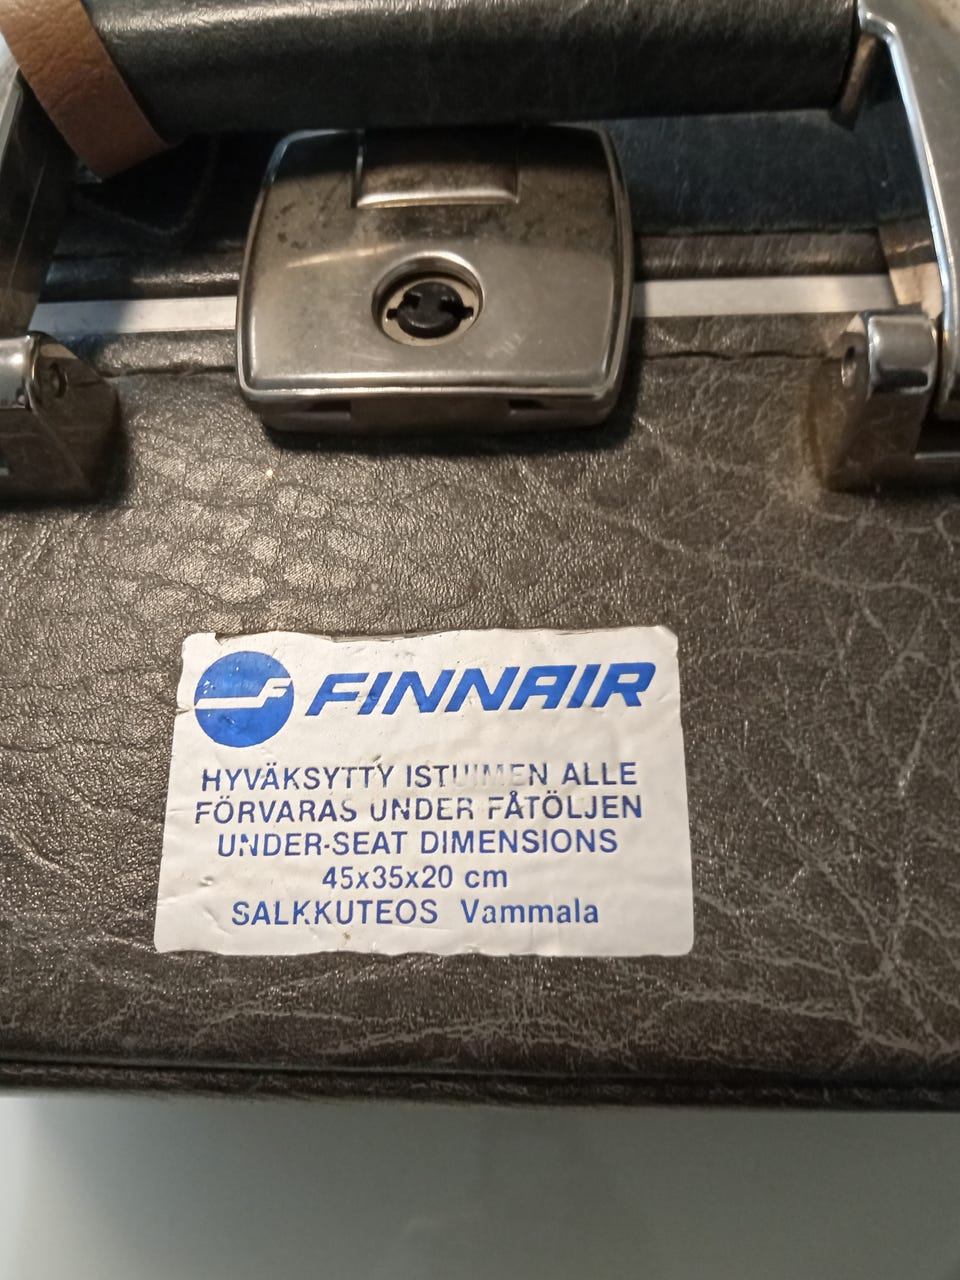 F FINNAIR
HYVÄKSYTTY ISTUIMEN ALLE
FÖRVARAS UNDER FÅTÖLJEN
UNDER-SEAT DIMENSIONS
45x35x20 cm
SALKKUTEOS Vammala